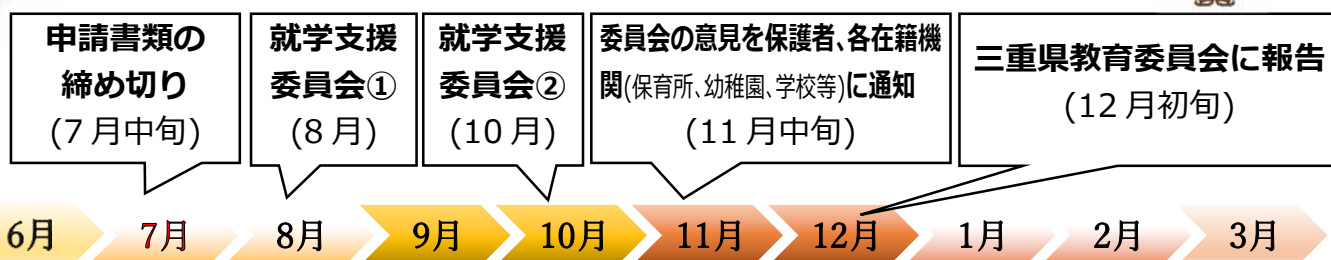 申請書類の
締め切り
(7月中旬)
就学支援
委員会①
(8月)
就学支援
委員会②
(10月)
委員会の意見を保護者、各在籍機
関(保育所、幼稚園、学校等)に通知
(11月中旬)
三重県教育委員会に報告
(12月初旬)
6月 7月 8月 9月 10月 11月 12月 1月 2月 3月